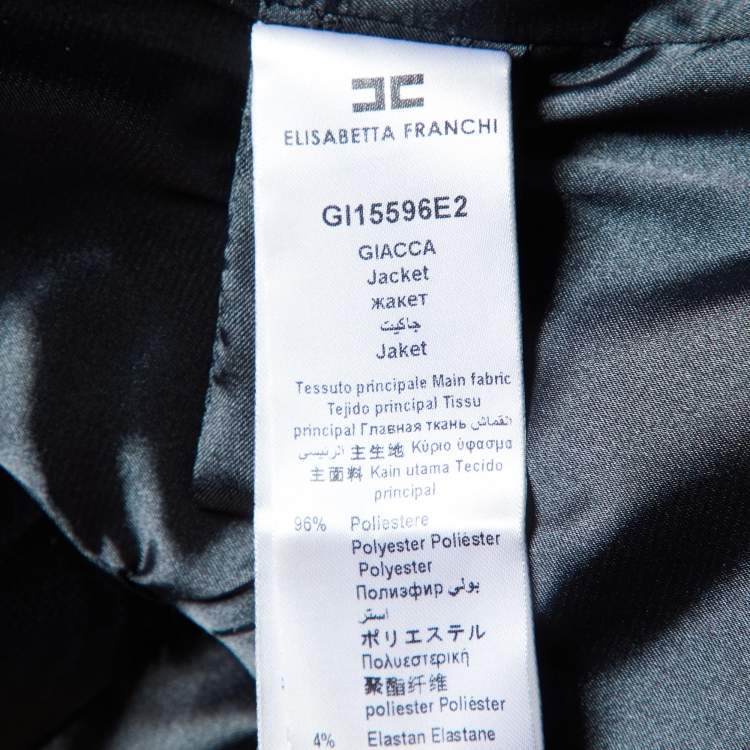 ELISABETTA FRANCHI
GI15596E2
GIACCA
Jacket
жакет
جاكيت
Jaket
Tessuto principale Main fabric
Tejido principal Tissu
principal Главная ткань القماش
الرئيسي 主生地 Κύριο ύφασμα
主面料 Kain utama Tecido
principal
96% Poliestere
Polyester Poliéster
Polyester
Полиэфир بولي
استر
ポリエステル
Πολυεστερική
聚酯纤维
poliester Poliéster
4% Elastan Elastane